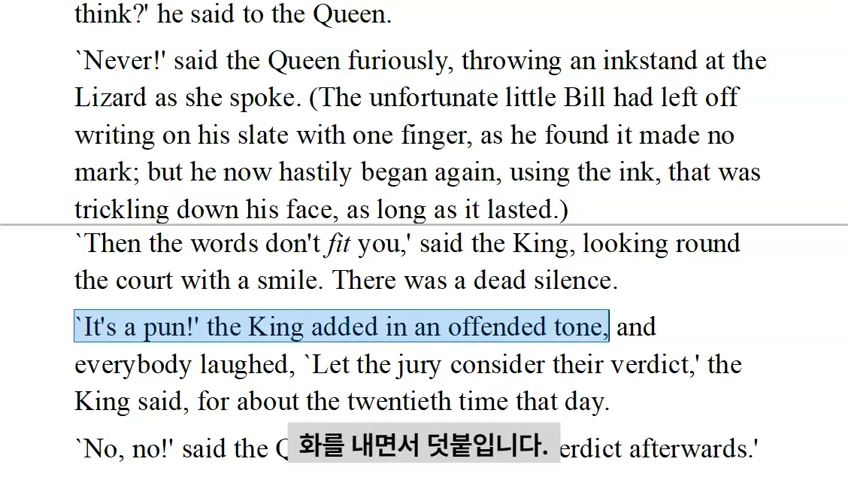 think?' he said to the Queen.
`Never!' said the Queen furiously, throwing an inkstand at the
Lizard as she spoke. (The unfortunate little Bill had left off
writing on his slate with one finger, as he found it made no
mark; but he now hastily began again, using the ink, that was
trickling down his face, as long as it lasted.)
`Then the words don't fit you,' said the King, looking round
the court with a smile. There was a dead silence.
`It's a pun!' the King added in an offended tone, and
everybody laughed, `Let the jury consider their verdict,' the
King said, for about the twentieth time that day.
`No, no!' said the erdict afterwards.'
화를 내면서 덧붙입니다.